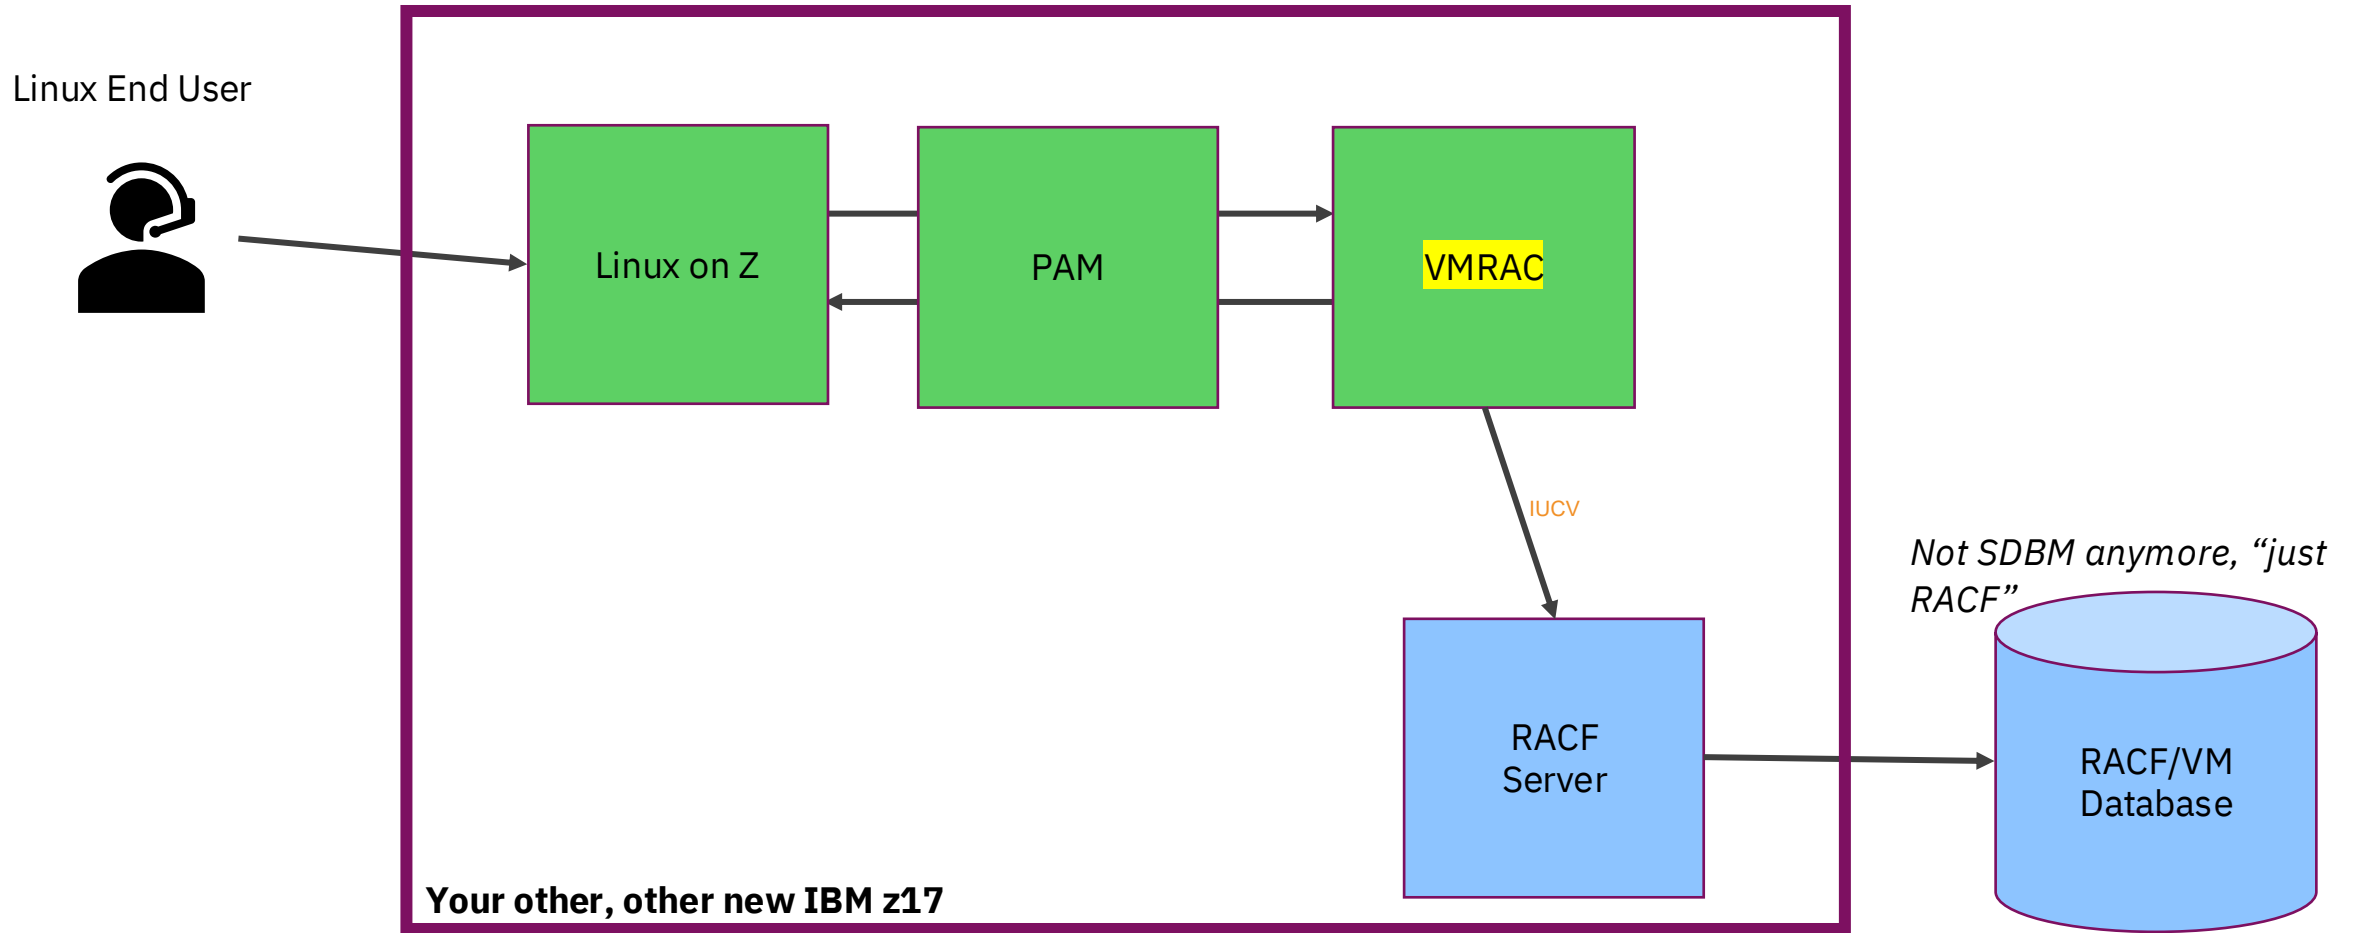 Linux End User
Linux on Z
PAM
VMRAC
IUCV
Not SDBM anymore, “just
RACF”
RACF
Server
RACF/VM
Database
Your other, other new IBM z17